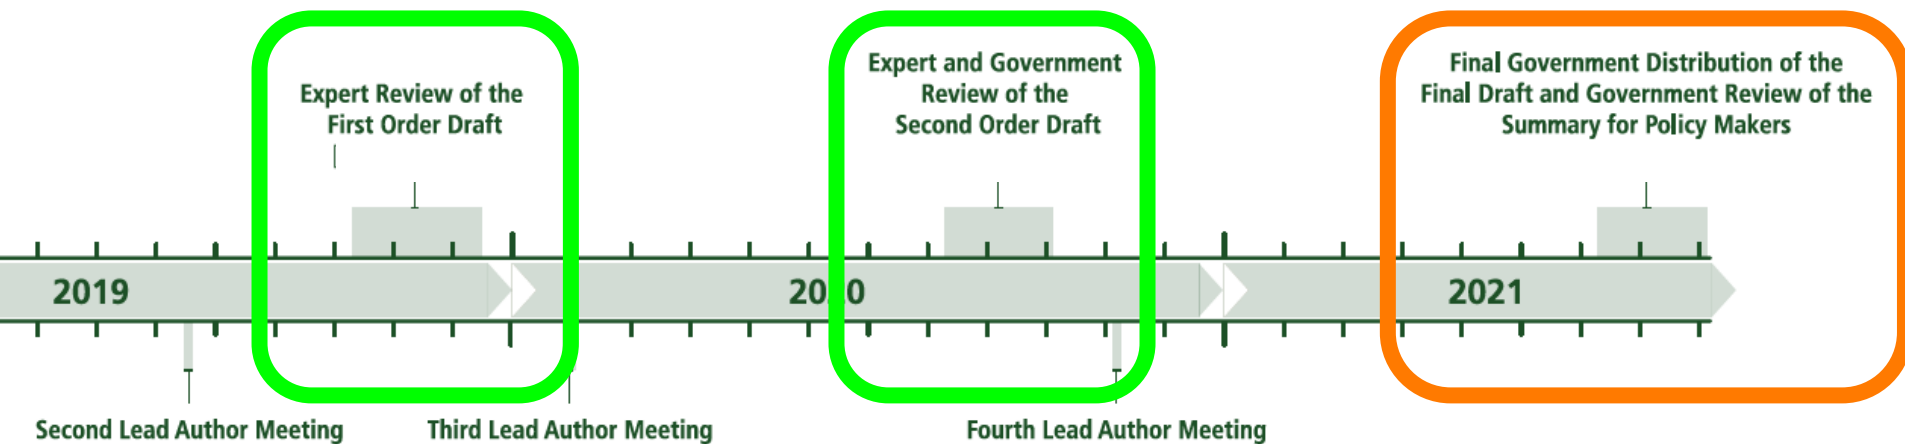 Expert Review of the
First Order Draft
Expert and Government
Review of the
Second Order Draft
Final Government Distribution of the
Final Draft and Government Review of the
Summary for Policy Makers
2019
2020
2021
Second Lead Author Meeting
Third Lead Author Meeting
Fourth Lead Author Meeting